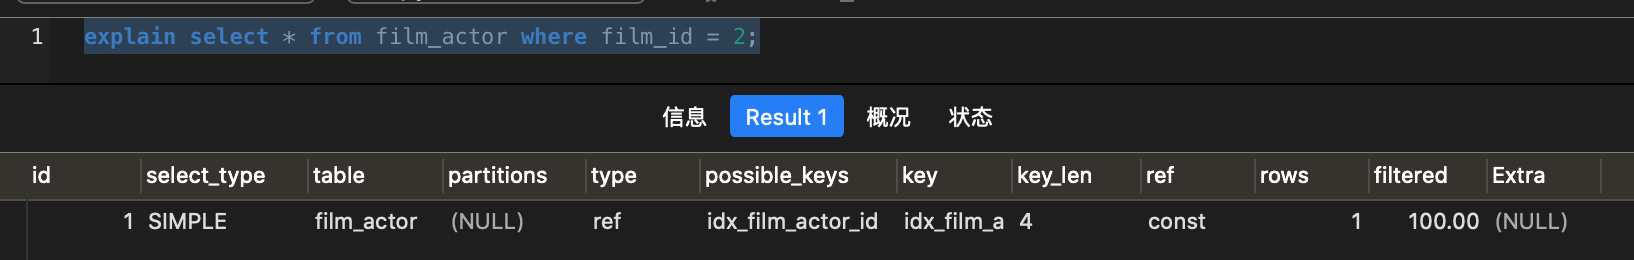 1 explain select * from film_actor where film_id = 2;
信息 Result 1 概况 状态
id select_type table partitions type possible_keys key key_len ref rows filtered Extra
1 SIMPLE film_actor (NULL) ref idx_film_actor_id idx_film_a 4 const 1 100.00 (NULL)